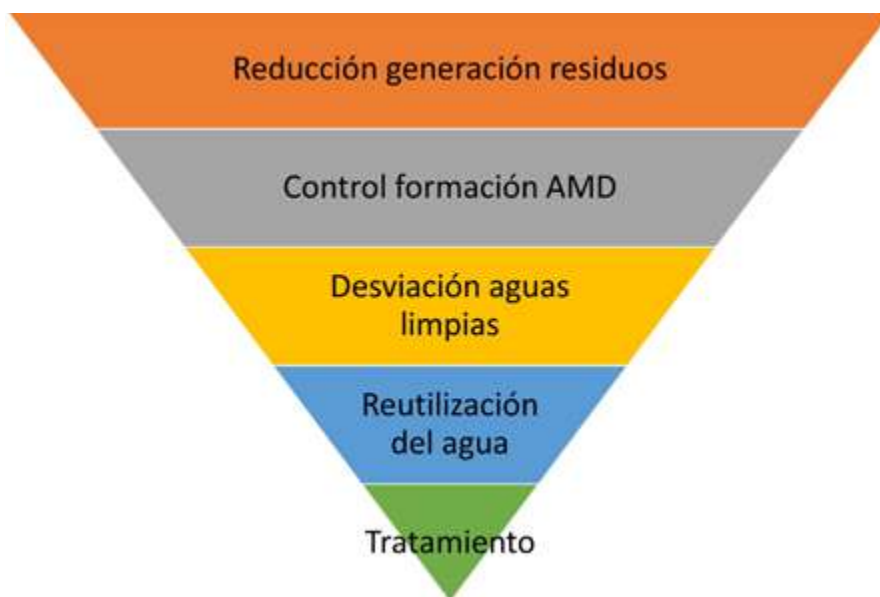 Reducción generación residuos
Control formación AMD
Desviación aguas
limpias
Reutilización
del agua
Tratamiento